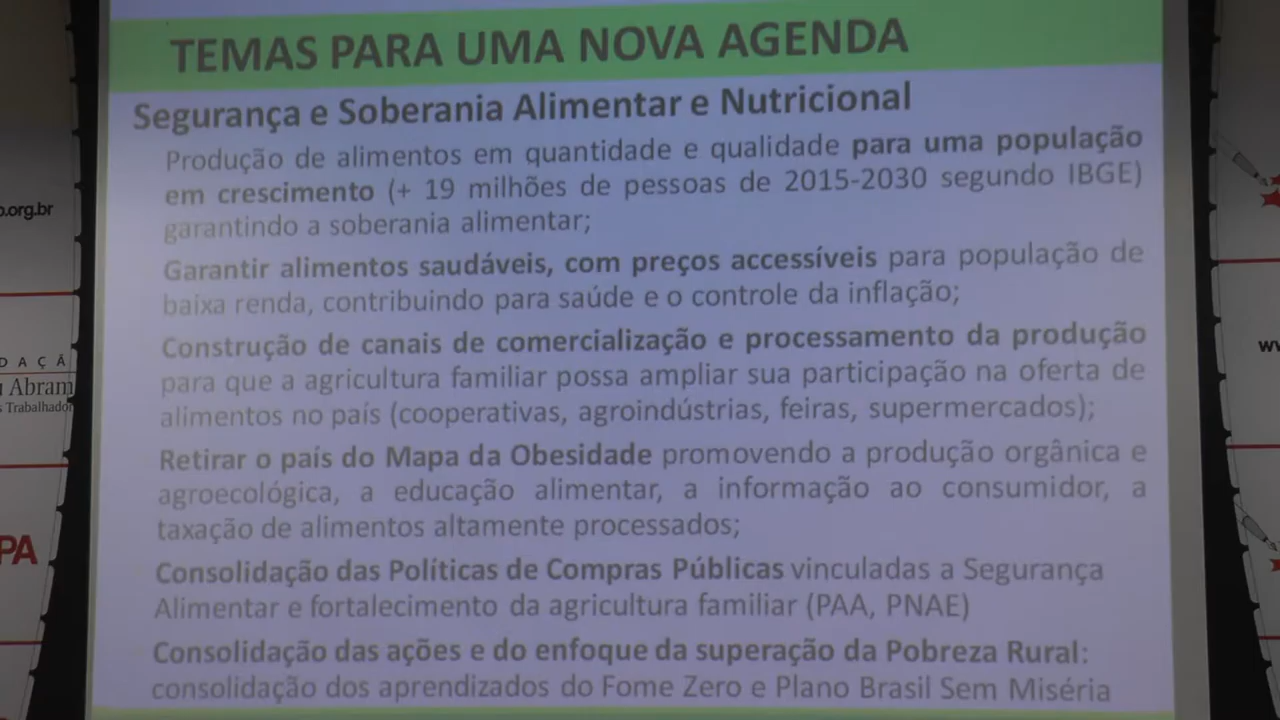 TEMAS PARA UMA NOVA AGENDA
Segurança e Soberania Alimentar e Nutricional
Produção de alimentos em quantidade e qualidade para uma população
em crescimento (+ 19 milhões de pessoas de 2015-2030 segundo IBGE)
garantindo a soberania alimentar;
Garantir alimentos saudáveis, com preços accessíveis para população de
baixa renda, contribuindo para saúde e o controle da inflação;
Construção de canais de comercialização e processamento da produção
para que a agricultura familiar possa ampliar sua participação na oferta de
alimentos no país (cooperativas, agroindústrias, feiras, supermercados);
Retirar o país do Mapa da Obesidade promovendo a produção orgânica e
agroecológica, a educação alimentar, a informação ao consumidor, a
taxação de alimentos altamente processados;
Consolidação das Políticas de Compras Públicas vinculadas a Segurança
Alimentar e fortalecimento da agricultura familiar (PAA, PNAE)
Consolidação das ações e do enfoque da superação da Pobreza Rural:
consolidação dos aprendizados do Fome Zero e Plano Brasil Sem Miséria
o.org.br
DAÇÃ
Abram
Trabalhador
PA